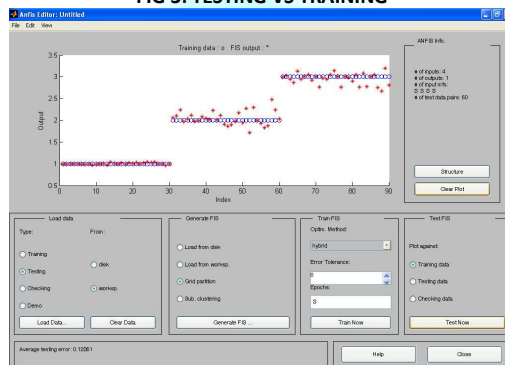 FIG 3: TESTING VS TRAINING
Anfis Editor: Untitled
File Edit View
Training data : o FIS output : *
3.5
3
2.5
2
1.5
1
0.5
Output
0 10 20 30 40 50 60 70 80 90
Index
ANFIS Info.
# of inputs: 4
# of outputs: 1
# of input mfs:
3 3 3 3
# of test data pairs: 60
Structure
Clear Plot
Load data
Type: From:
Training
Testing
Checking
Demo
disk
worksp.
Load Data... Clear Data
Generate FIS
Load from disk
Load from worksp.
Grid partition
Sub. clustering
Generate FIS ...
Train FIS
Optim. Method:
hybrid
Error Tolerance:
0
Epochs:
3
Train Now
Test FIS
Plot against:
Training data
Testing data
Checking data
Test Now
Average testing error: 0.12561
Help Close